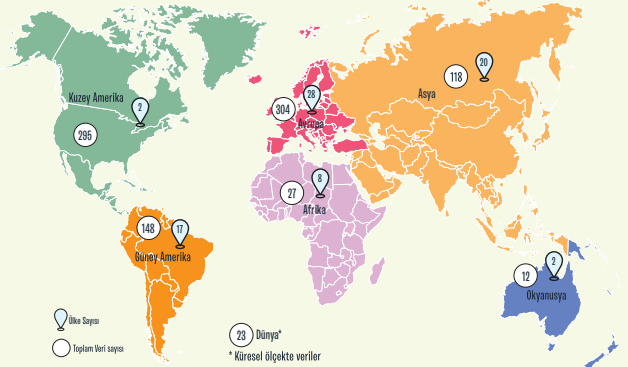 Kuzey Amerika
2
295
304
28
Avrupa
118
20
Asya
27
8
Afrika
148
17
Güney Amerika
12
2
Okyanusya
Ülke Sayısı
Toplam Veri sayısı
23 Dünya*
* Küresel ölçekte veriler